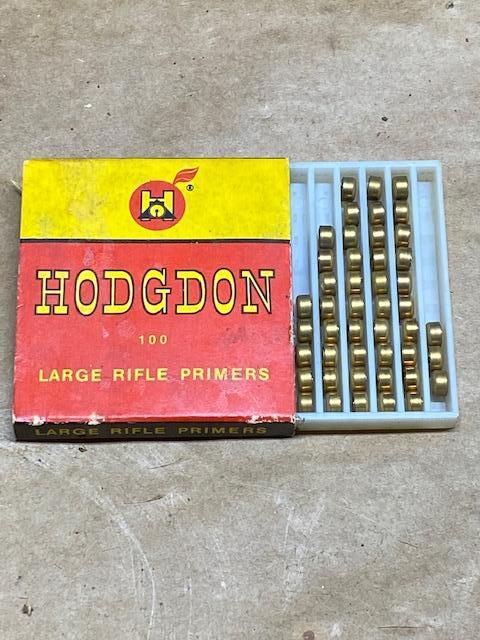 H
®
HODGDON
100
LARGE RIFLE PRIMERS
LARGE RIFLE PRIMERS